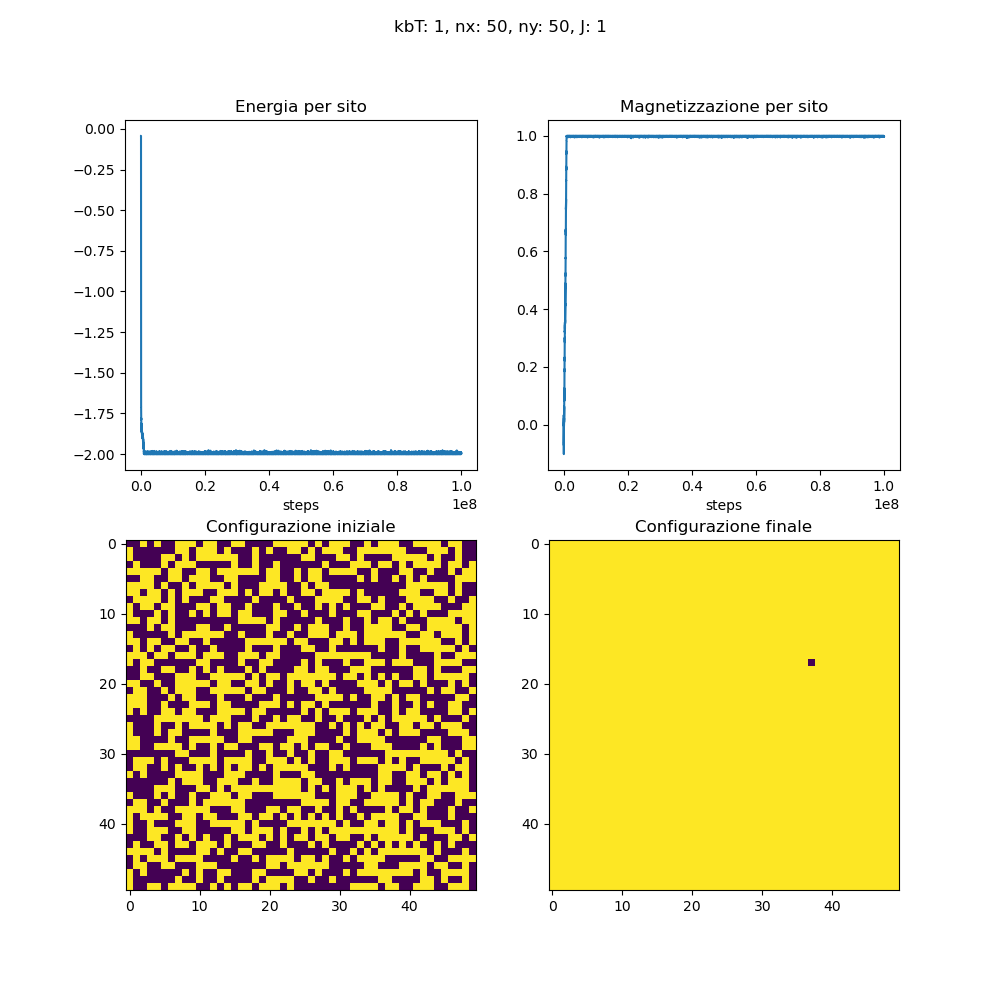 kbT: 1, nx: 50, ny: 50, J: 1
Energia per sito
0.00
−0.25
−0.50
−0.75
−1.00
−1.25
−1.50
−1.75
−2.00
0.0 0.2 0.4 0.6 0.8 1.0
steps 1e8
Magnetizzazione per sito
1.0
0.8
0.6
0.4
0.2
0.0
0.0 0.2 0.4 0.6 0.8 1.0
steps 1e8
Configurazione iniziale
0
10
20
30
40
0 10 20 30 40
Configurazione finale
0
10
20
30
40
0 10 20 30 40